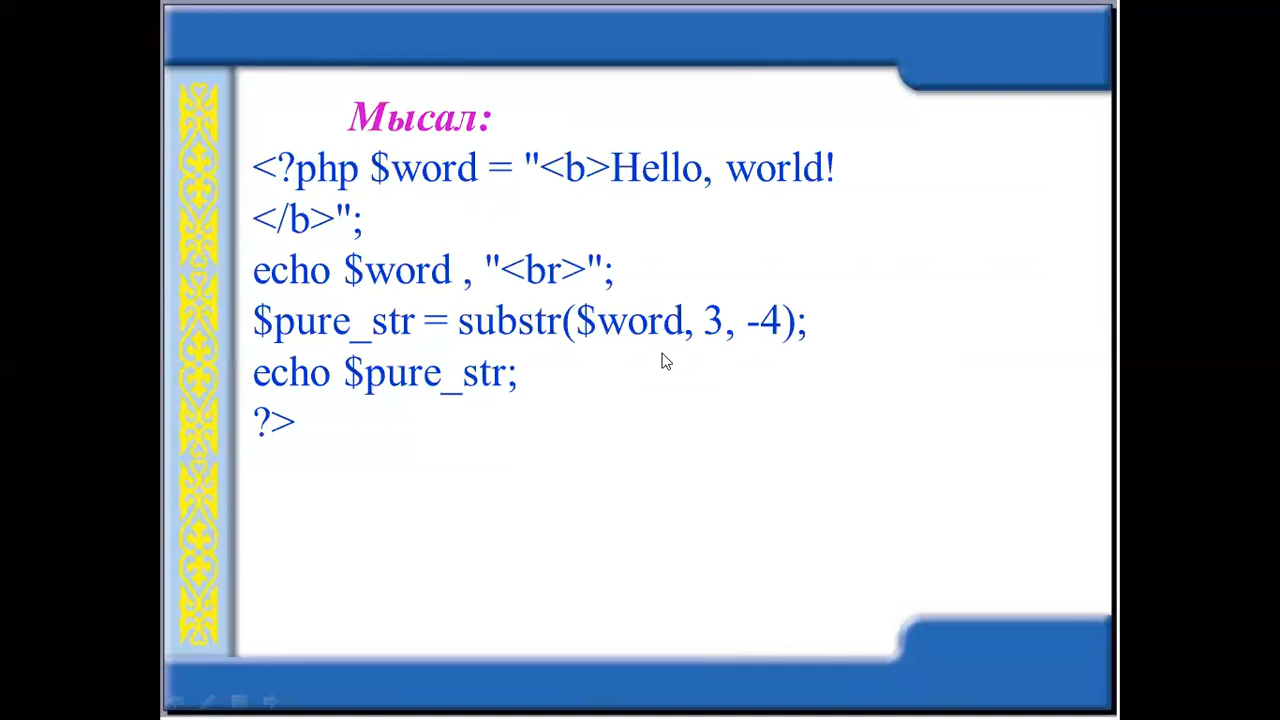 Мысал:
<?php $word = "<b>Hello, world!
</b>";
echo $word , "<br>";
$pure_str = substr($word, 3, -4);
echo $pure_str;
?>